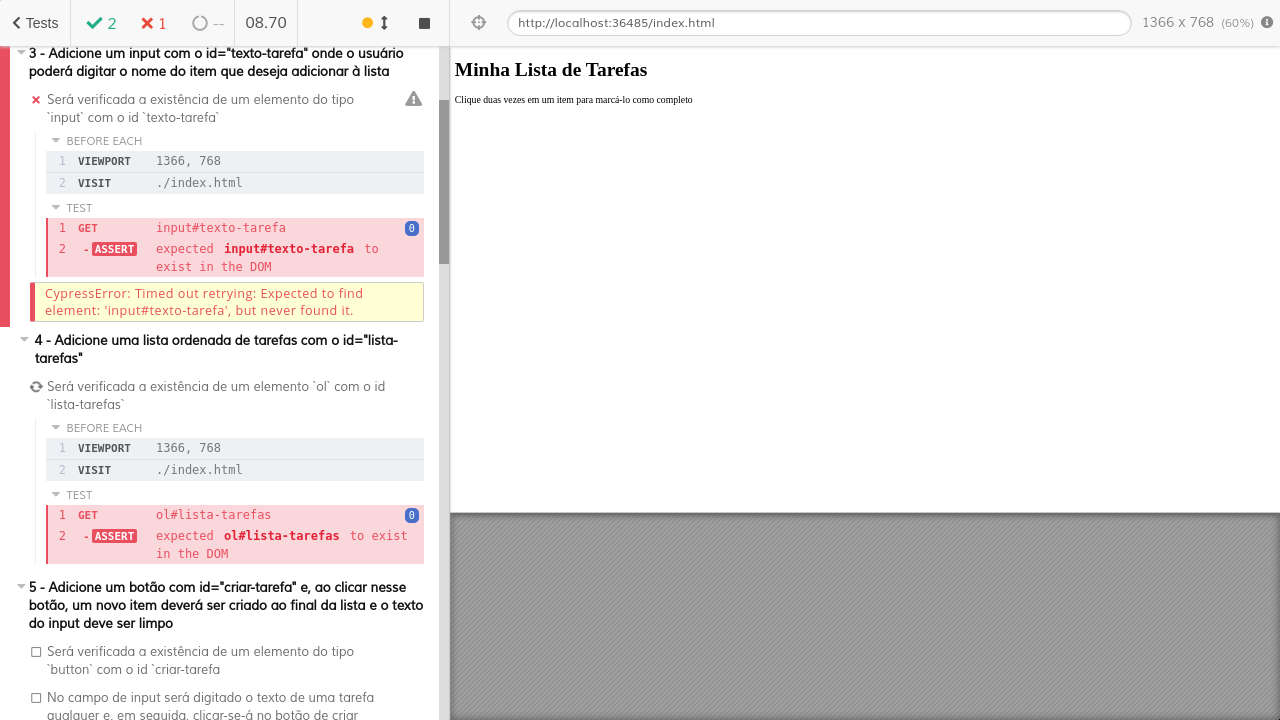 Tests
2
1
--
08.70
http://localhost:36485/index.html
1366 x 768 (60%)
3 - Adicione um input com o id="texto-tarefa" onde o usuário
poderá digitar o nome do item que deseja adicionar à lista
Será verificada a existência de um elemento do tipo
`input` com o id `texto-tarefa`
BEFORE EACH
1 VIEWPORT 1366, 768
2 VISIT ./index.html
TEST
1 GET input#texto-tarefa 0
2 -ASSERT expected input#texto-tarefa to
exist in the DOM
CypressError: Timed out retrying: Expected to find
element: 'input#texto-tarefa', but never found it.
4 - Adicione uma lista ordenada de tarefas com o id="lista-
tarefas"
Será verificada a existência de um elemento `ol` com o id
`lista-tarefas`
BEFORE EACH
1 VIEWPORT 1366, 768
2 VISIT ./index.html
TEST
1 GET ol#lista-tarefas 0
2 -ASSERT expected ol#lista-tarefas to exist
in the DOM
5 - Adicione um botão com id="criar-tarefa" e, ao clicar nesse
botão, um novo item deverá ser criado ao final da lista e o texto
do input deve ser limpo
Será verificada a existência de um elemento do tipo
`button` com o id `criar-tarefa
No campo de input será digitado o texto de uma tarefa
qualquer e, em seguida, clicar-se-á no botão de criar
Minha Lista de Tarefas
Clique duas vezes em um item para marcá-lo como completo